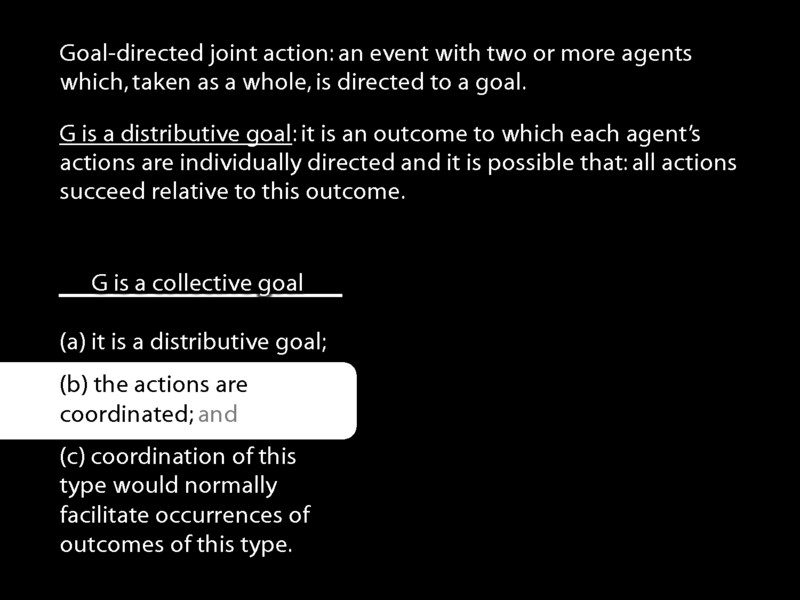 Goal-directed joint action: an event with two or more agents
which, taken as a whole, is directed to a goal.
G is a distributive goal: it is an outcome to which each agent’s
actions are individually directed and it is possible that: all actions
succeed relative to this outcome.
G is a collective goal
(a) it is a distributive goal;
(b) the actions are
coordinated; and
(c) coordination of this
type would normally
facilitate occurrences of
outcomes of this type.